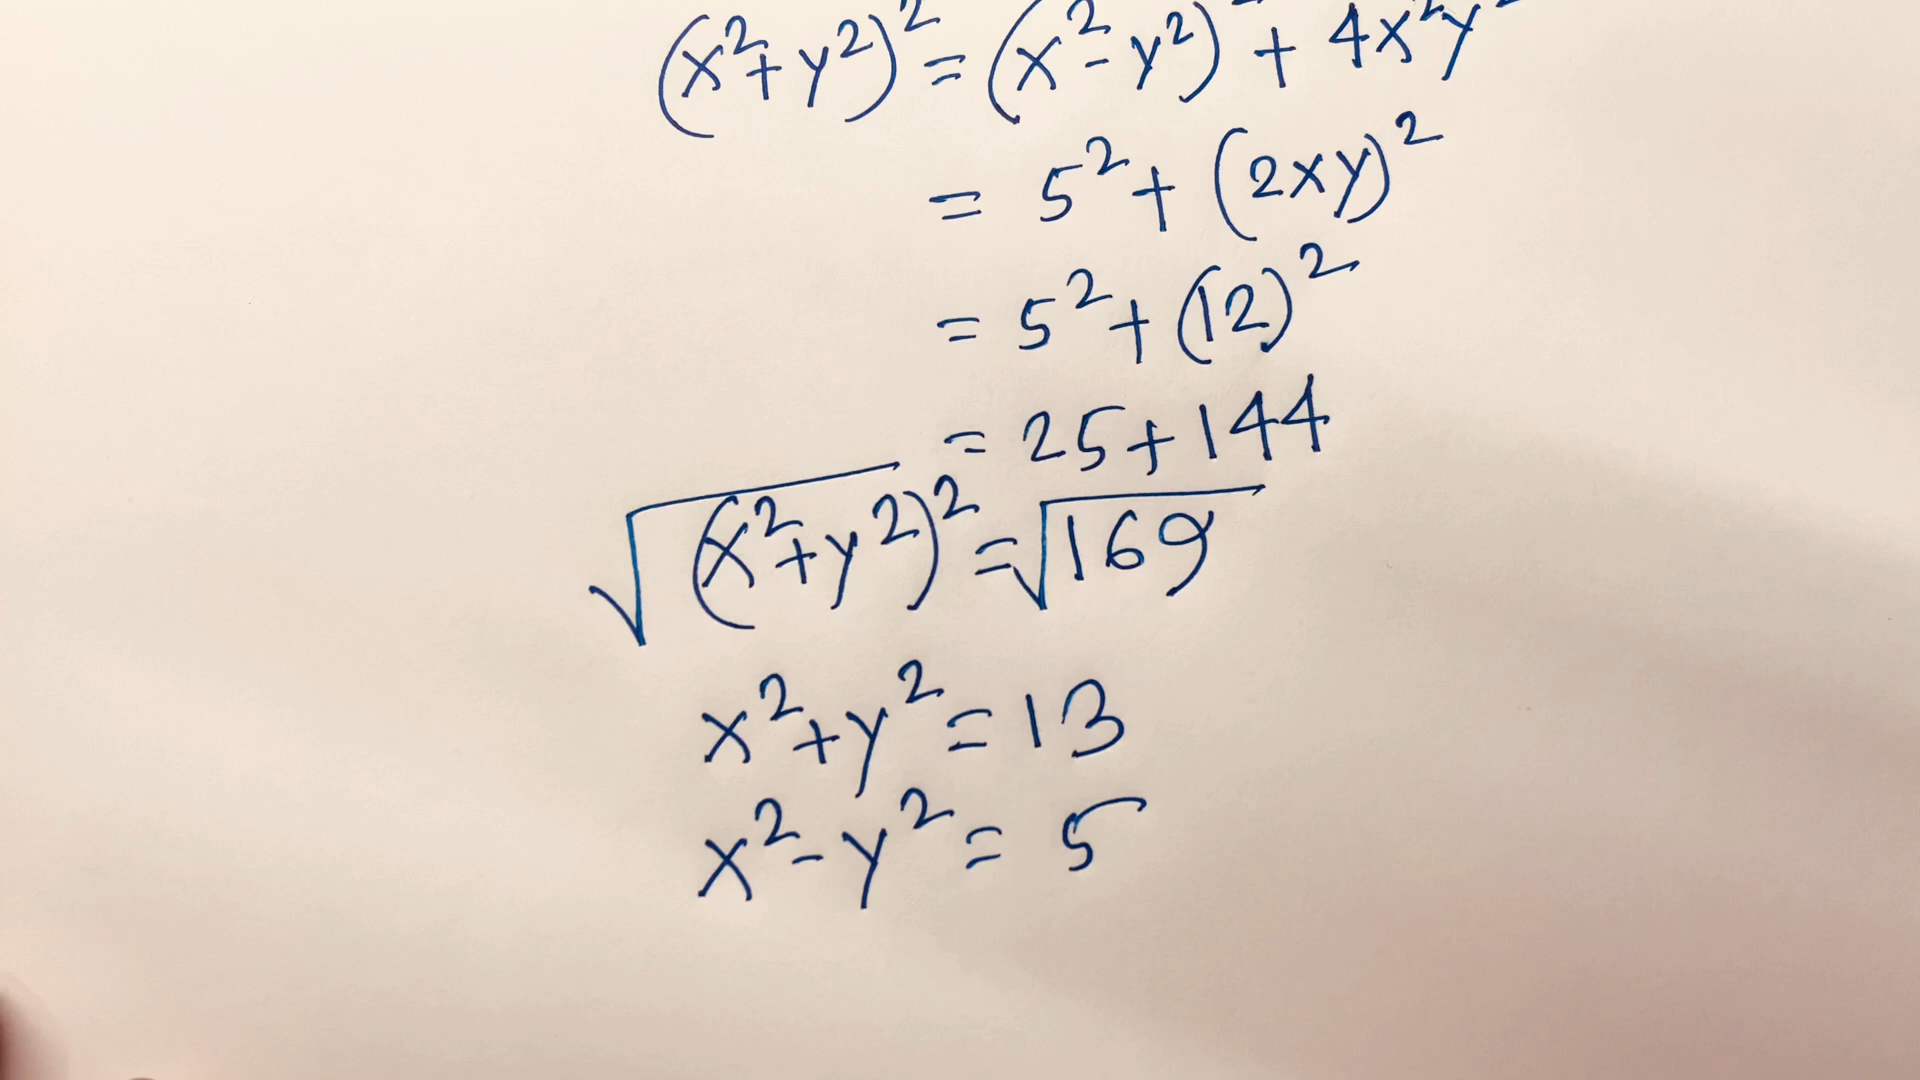 (x²+y²)² = (x²-y²)² + 4x²y²
= 5² + (2xy)²
= 5² + (12)²
= 25+144
√(x²+y²)² = √169
x²+y² = 13
x²-y² = 5